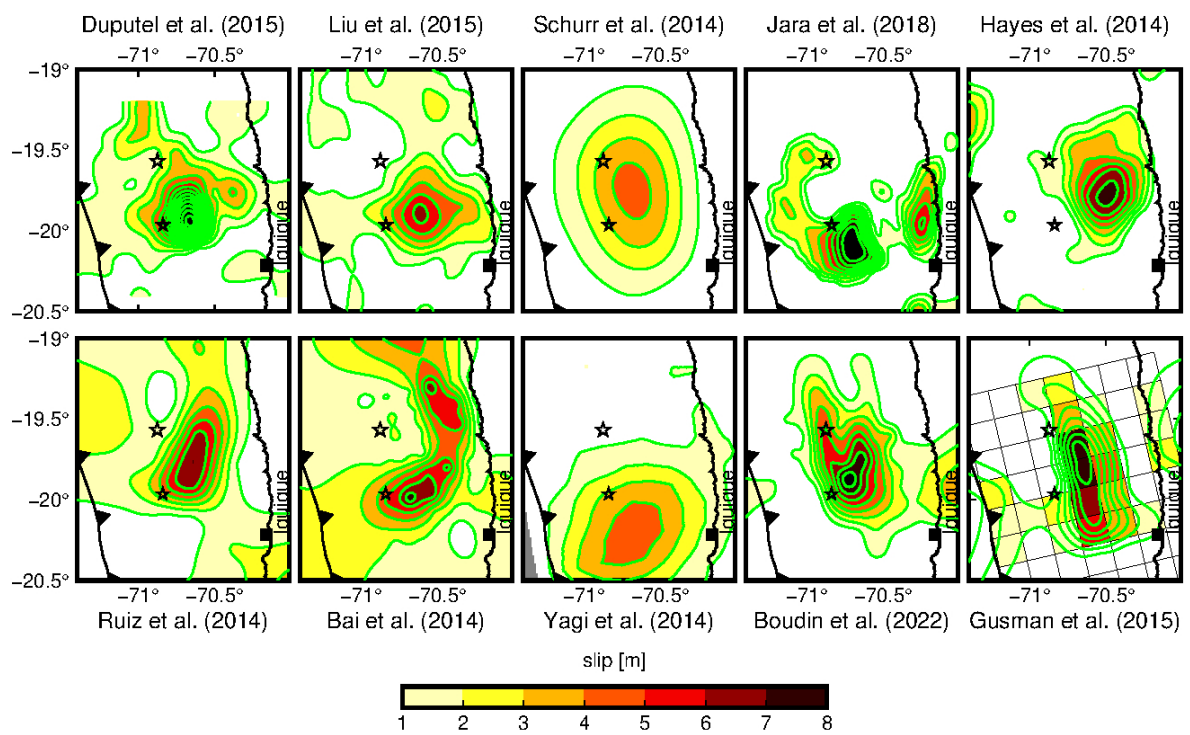 Duputel et al. (2015) Liu et al. (2015) Schurr et al. (2014) Jara et al. (2018) Hayes et al. (2014)
−71° −70.5° −71° −70.5° −71° −70.5° −71° −70.5° −71° −70.5°
−19°
−19.5°
−20°
−20.5°
Iquique Iquique Iquique Iquique Iquique
−19°
−19.5°
−20°
−20.5°
Iquique Iquique Iquique Iquique Iquique
−71° −70.5° −71° −70.5° −71° −70.5° −71° −70.5° −71° −70.5°
Ruiz et al. (2014) Bai et al. (2014) Yagi et al. (2014) Boudin et al. (2022) Gusman et al. (2015)
slip [m]
1 2 3 4 5 6 7 8